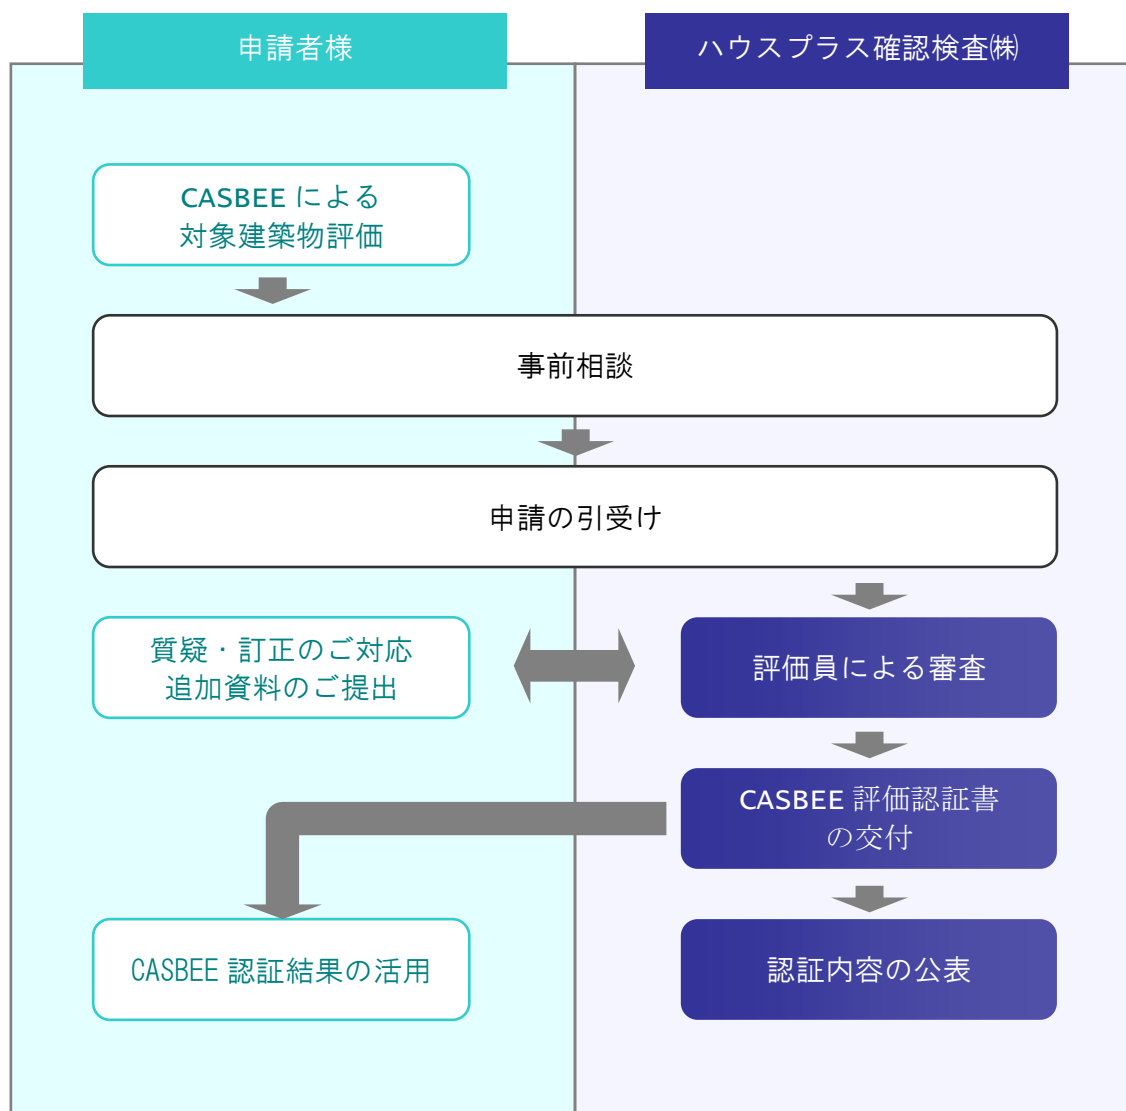 申請者様
ハウスプラス確認検査㈱
CASBEE による
対象建築物評価
事前相談
申請の引受け
質疑・訂正のご対応
追加資料のご提出
評価員による審査
CASBEE 評価認証書
の交付
CASBEE 認証結果の活用
認証内容の公表